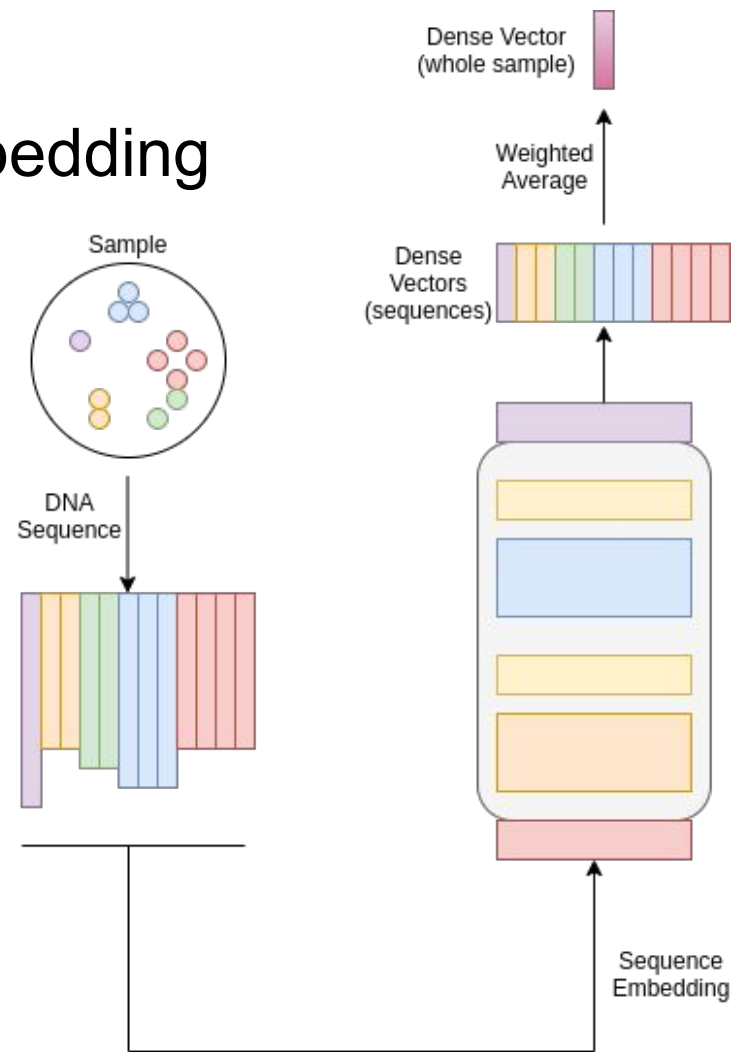 bedding
Sample
DNA
Sequence
Dense Vector
(whole sample)
Weighted
Average
Dense
Vectors
(sequences)
Sequence
Embedding